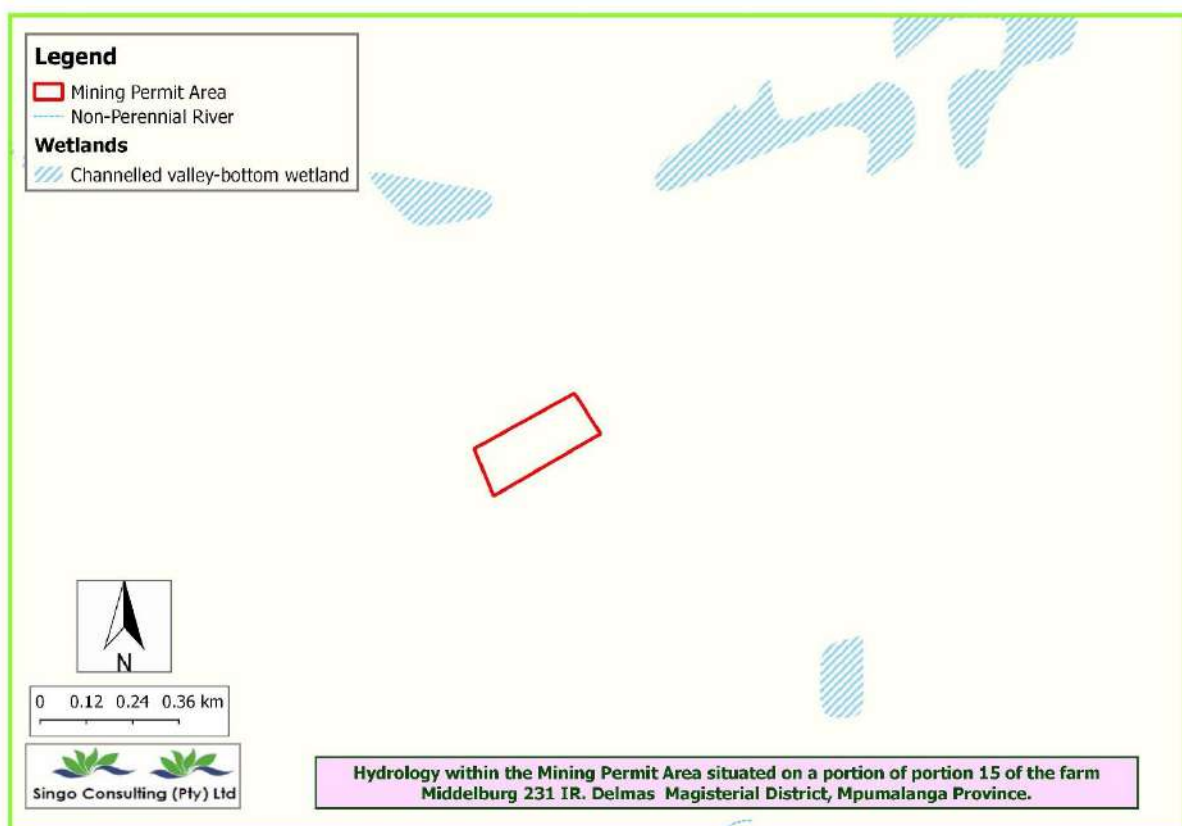 Legend
Mining Permit Area
Non-Perennial River
Wetlands
Channelled valley-bottom wetland
N
0 0.12 0.24 0.36 km
Singo Consulting (Pty) Ltd
Hydrology within the Mining Permit Area situated on a portion of portion 15 of the farm
Middelburg 231 IR. Delmas Magisterial District, Mpumalanga Province.